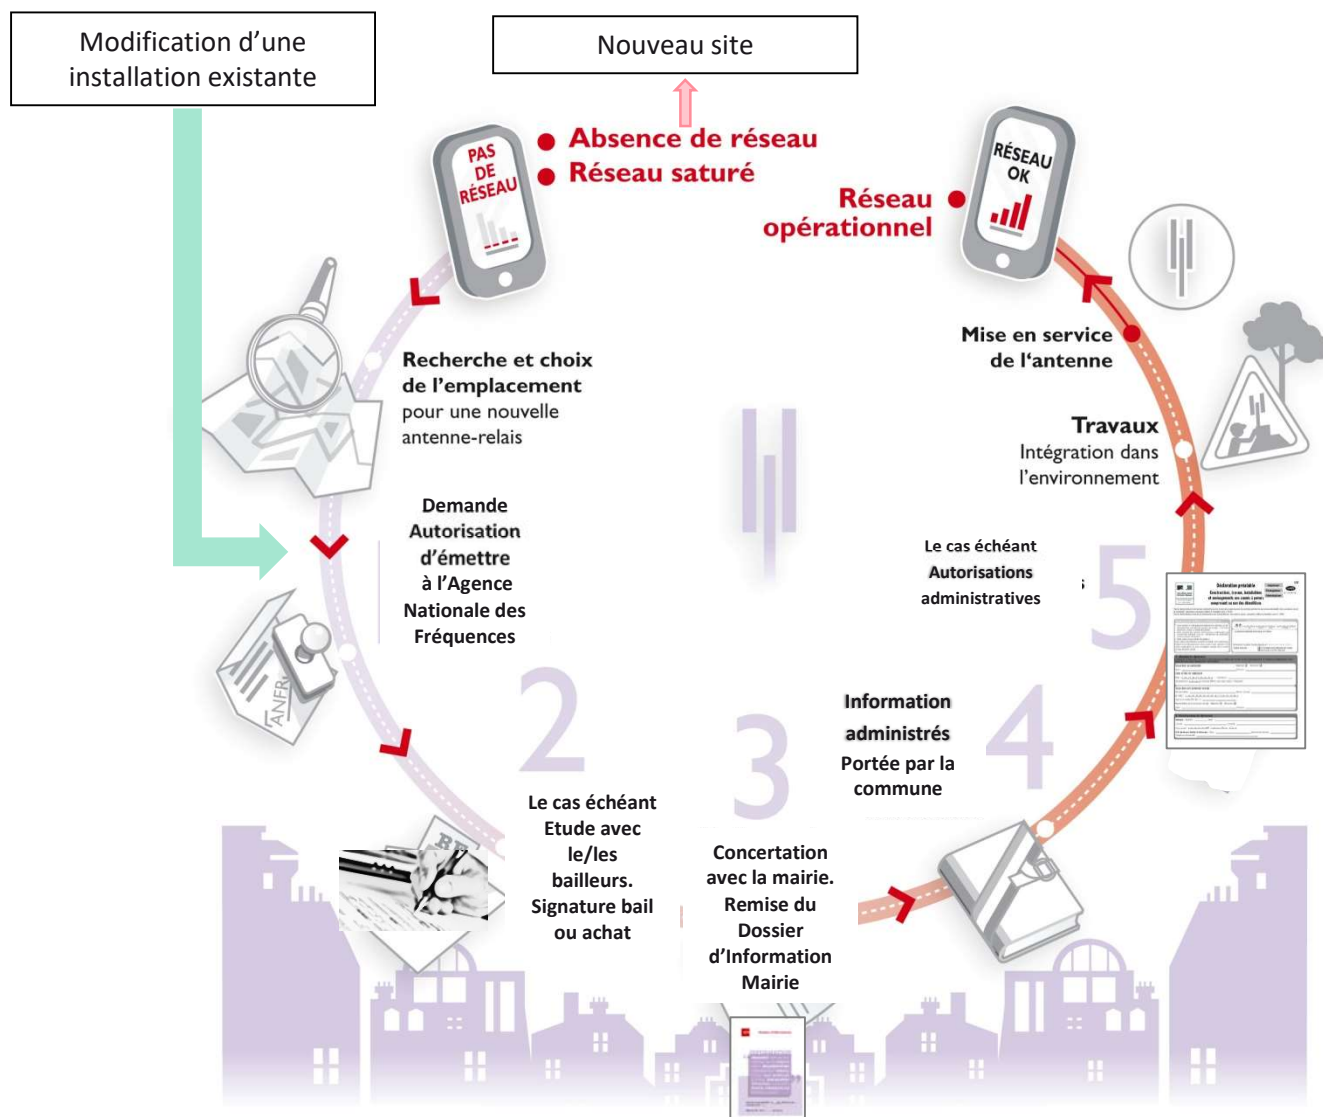 Modification d’une
installation existante
Nouveau site
PAS
DE
RÉSEAU
Absence de réseau
Réseau saturé
RÉSEAU
OK
Réseau
opérationnel
Recherche et choix
de l’emplacement
pour une nouvelle
antenne-relais
Mise en service
de l‘antenne
Travaux
Intégration dans
l’environnement
Demande
Autorisation
d’émettre
à l’Agence
Nationale des
Fréquences
ANFR
Le cas échéant
Autorisations
administratives
5
Déclaration préalable
2
Le cas échéant
Etude avec
le/les
bailleurs.
Signature bail
ou achat
3
Concertation
avec la mairie.
Remise du
Dossier
d’Information
Mairie
4
Information
administrés
Portée par la
commune